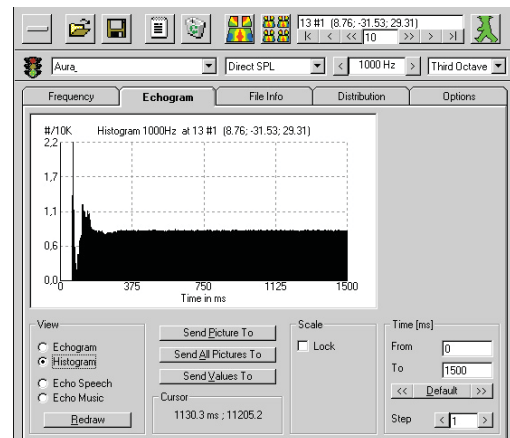 13 #1 (8.76; -31.53; 29.31)
K < << 10 >> > >I
Aura_ Direct SPL < 1000 Hz > Third Octave
Frequency Echogram File Info Distribution Options
#/10K Histogram 1000Hz at 13 #1 (8.76; -31.53; 29.31)
2,2
1,7
1,1
0,6
0,0
0 375 750 1125 1500
Time in ms
View
Echogram
Histogram
Echo Speech
Echo Music
Redraw
Send Picture To
Send All Pictures To
Send Values To
Cursor
1130.3 ms ; 11205.2
Scale
Lock
Time [ms]
From 0
To 1500
<< Default >>
Step < 1 >